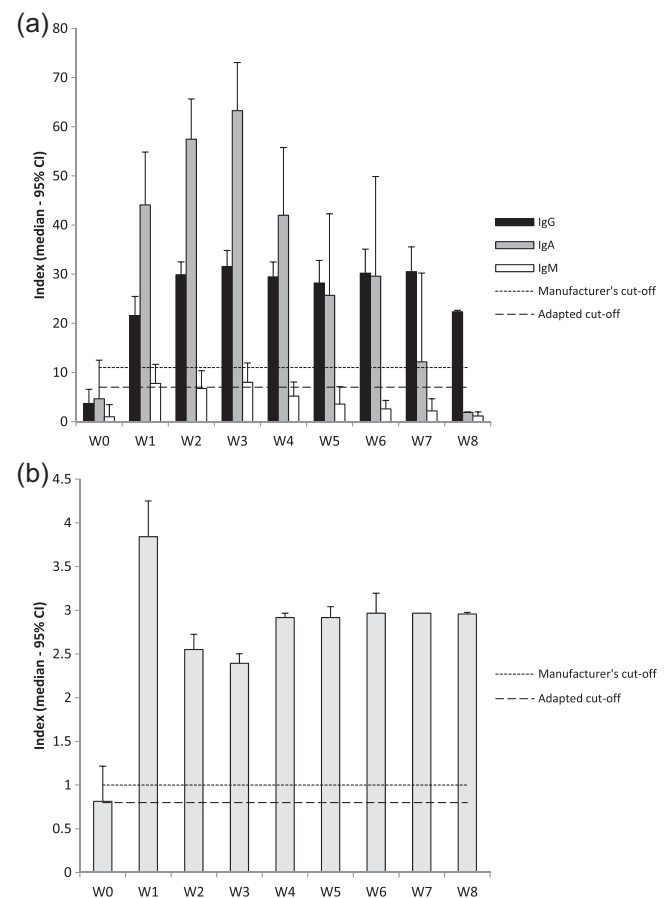 (a)
Index (median - 95% CI)
80
70
60
50
40
30
20
10
0
W0 W1 W2 W3 W4 W5 W6 W7 W8
IgG
IgA
IgM
Manufacturer's cut-off
Adapted cut-off
(b)
Index (median - 95% CI)
4.5
4
3.5
3
2.5
2
1.5
1
0.5
0
W0 W1 W2 W3 W4 W5 W6 W7 W8
Manufacturer's cut-off
Adapted cut-off